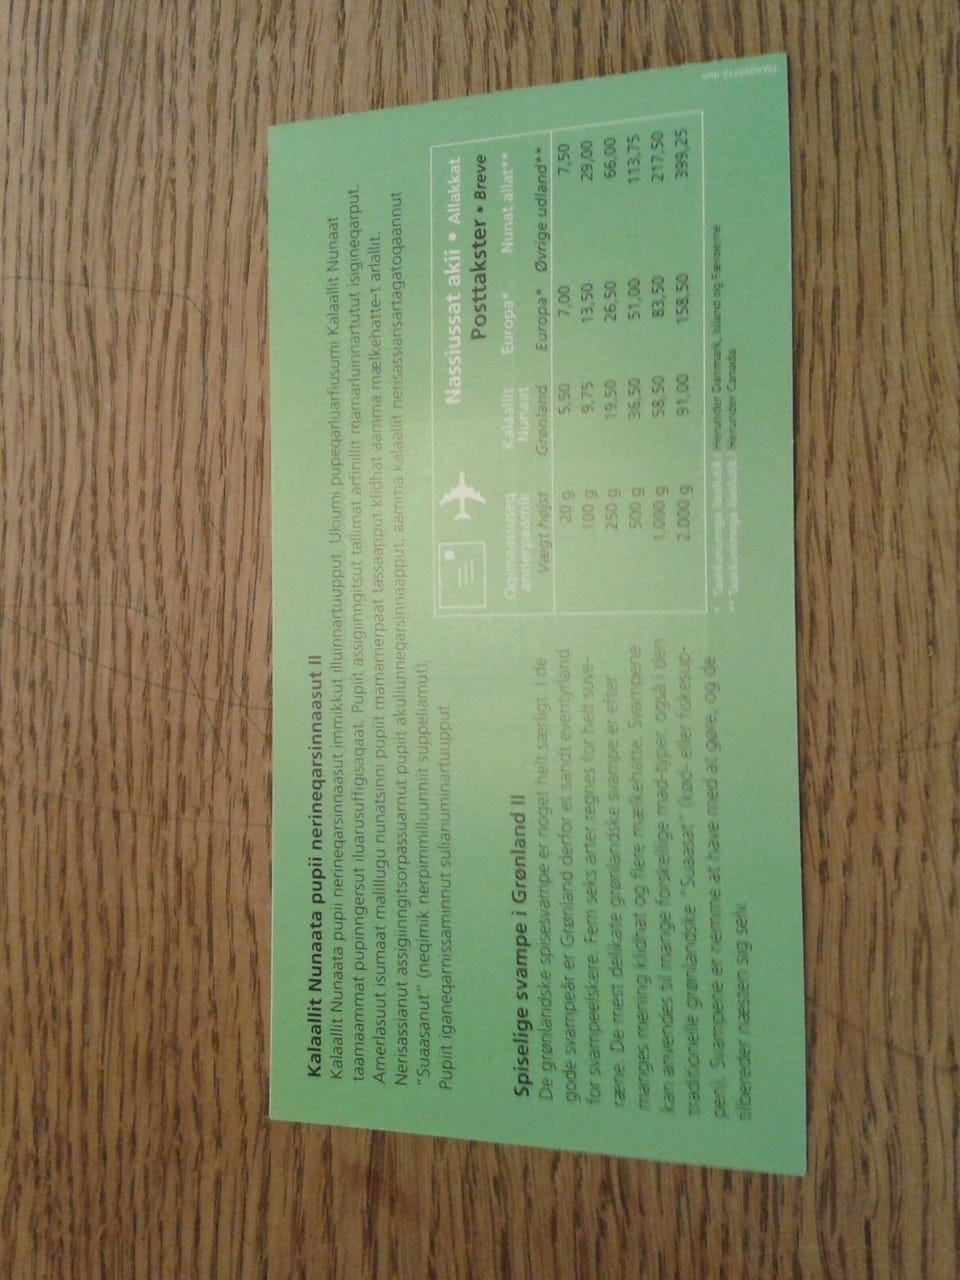 Kalaallit Nunaata pupii nerineqarsinnaasut II
Kalaallit Nunaata pupii nerineqarsinnaasut immikkut illuinnartuupput. Ukiumi pupeqarluarfiusumi Kalaallit Nunaat
taamaammat pupinngersut iluarusuffigisaqaat. Pupiit assigiinngitsut tallimat arfinillit mamarluinnartutut isigineqarput.
Amerlasuut isumaat malillugu nunatsinni pupiit mamarnerpaat tassaapput kliidhat aamma mælkehatte-t arlallit.
Nerisassianut assigiinngitsorpassuarnut pupiit akuliunneqarsinnaapput, aamma kalaallit nerisassiarisartagatoqaannut
"Suaasanut" (neqimik nerpimmilluunniit suppeliamut).
Pupiit iganeqarnissaminnut sulianuminartuupput.
Spiselige svampe i Grønland II
De grønlandske spisesvampe er noget helt særligt. I de
gode svampeår er Grønland derfor et sandt eventyrland
for svampeelskere. Fem seks arter regnes for helt suve-
ræne. De mest delikate grønlandske svampe er efter
manges mening kliidhat og flere mælkehatte. Svampene
kan anvendes til mange forskellige mad-typer, også i den
traditionelle grønlandske "Suaasat" (kød- eller fiskesup-
pen). Svampene er nemme at have med at gøre, og de
tilbereder næsten sig selv.
Nassiussat akii • Allakkat
Posttakster • Breve
Oqimaassuseq annerpaamik Kalaallit Nunaat Europa* Nunat allat**
Vægt højst Grønland Europa* Øvrige udland**
20 g 5,50 7,00 7,50
100 g 9,75 13,50 29,00
250 g 19,50 26,50 66,00
500 g 36,50 51,00 113,75
1.000 g 58,50 83,50 217,50
2.000 g 91,00 158,50 399,25
* Herunder Danmark, Island og Færøerne
** Herunder Canada